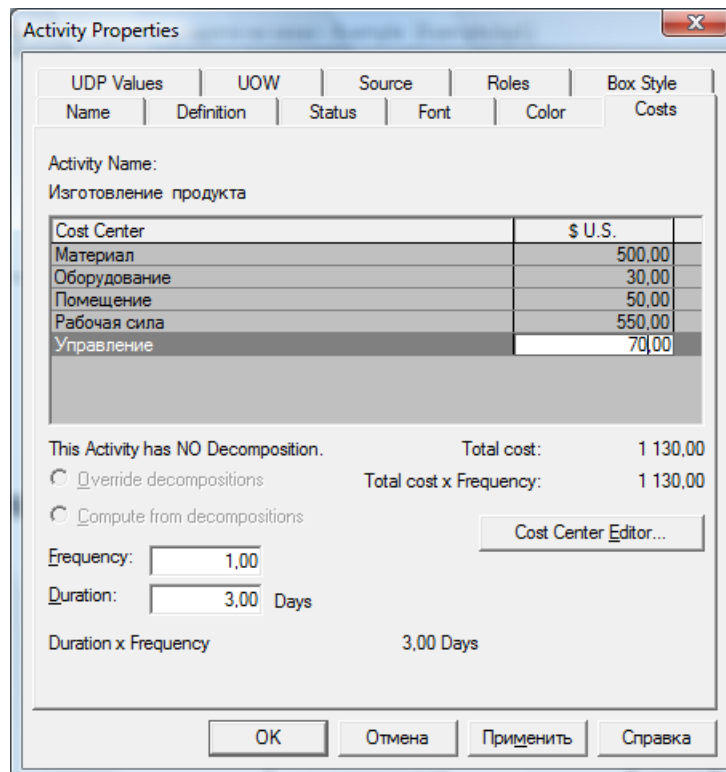 Activity Properties
UDP Values UOW Source Roles Box Style
Name Definition Status Font Color Costs
Activity Name:
Изготовление продукта
Cost Center $ U.S.
Материал 500,00
Оборудование 30,00
Помещение 50,00
Рабочая сила 550,00
Управление 70,00
This Activity has NO Decomposition. Total cost: 1 130,00
Override decompositions Total cost x Frequency: 1 130,00
Compute from decompositions
Cost Center Editor...
Frequency: 1,00
Duration: 3,00 Days
Duration x Frequency 3,00 Days
OK Отмена Применить Справка